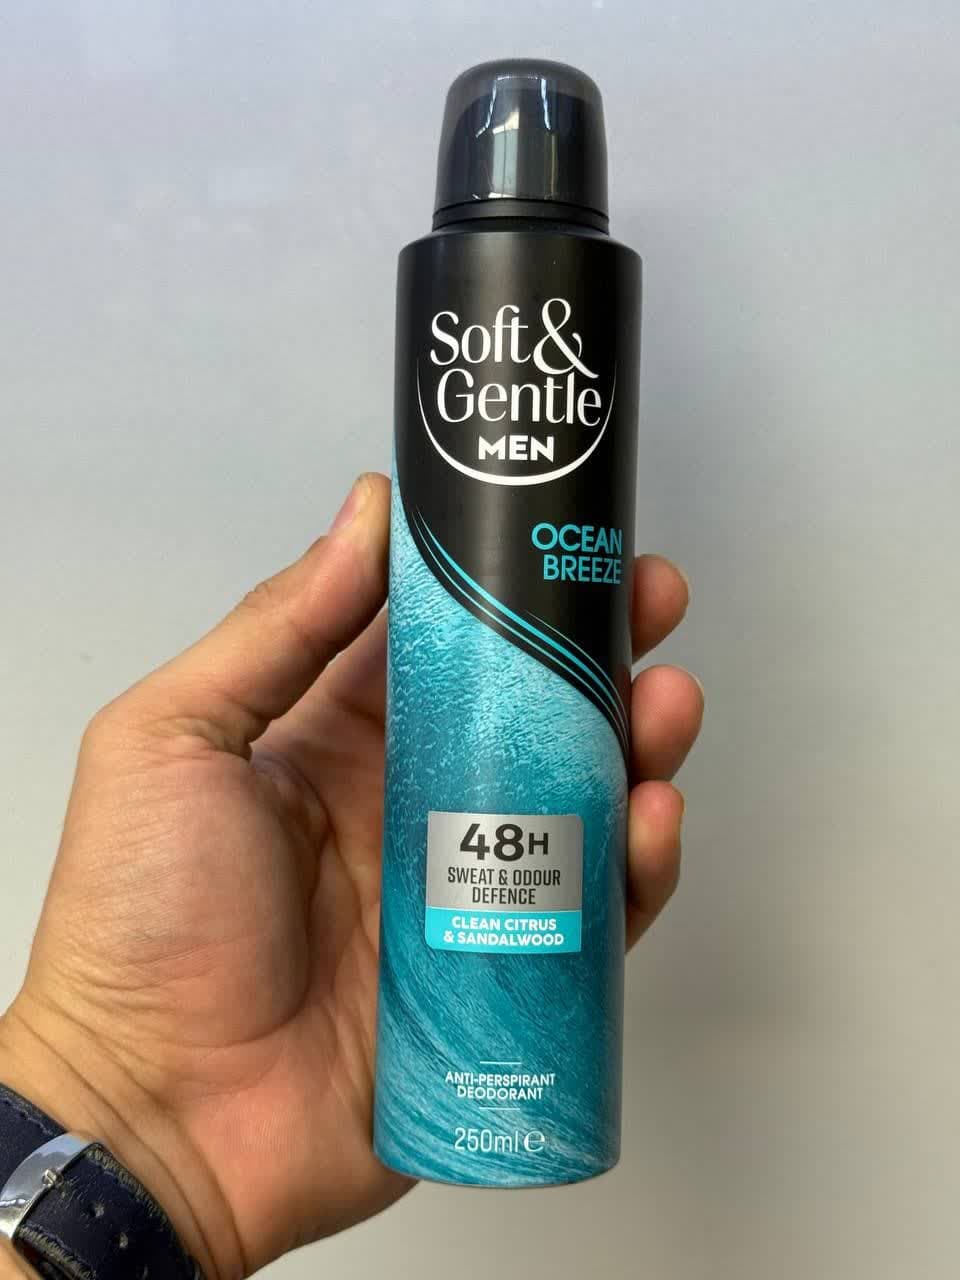 Soft &
Gentle
MEN
OCEAN
BREEZE
48H
SWEAT & ODOUR
DEFENCE
CLEAN CITRUS
& SANDALWOOD
ANTI-PERSPIRANT
DEODORANT
250ml e